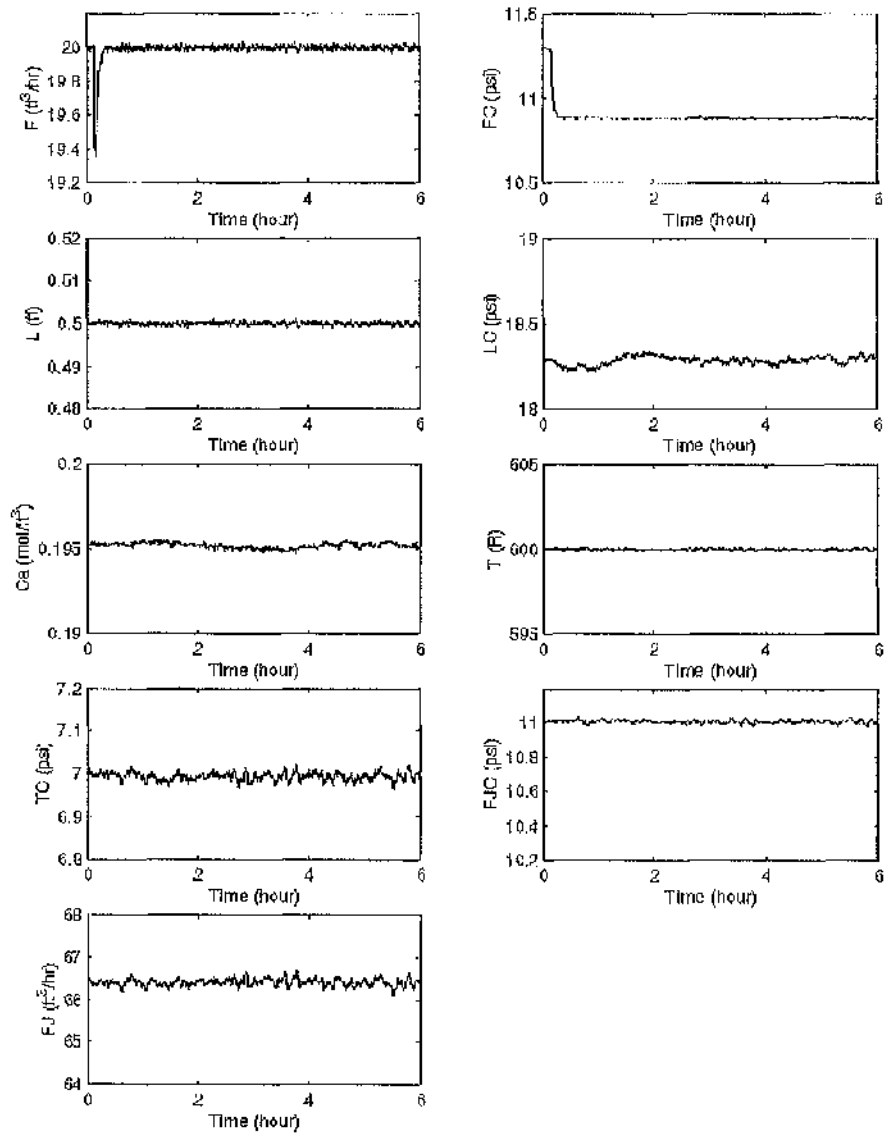 20
19.8
19.6
19.4
19.2
F (ft³/hr)
0 2 4 6
Time (hour)
11.5
11
10.5
FC (psi)
0 2 4 6
Time (hour)
0.52
0.51
0.5
0.49
0.48
L (ft)
0 2 4 6
Time (hour)
19
18.5
18
LC (psi)
0 2 4 6
Time (hour)
0.2
0.195
0.19
Ca (mol/ft³)
0 2 4 6
Time (hour)
605
600
595
T (R)
0 2 4 6
Time (hour)
7.2
7.1
7
6.9
6.8
TC (psi)
0 2 4 6
Time (hour)
11
10.8
10.6
10.4
10.2
FJC (psi)
0 2 4 6
Time (hour)
68
67
66
65
64
FJ (ft³/hr)
0 2 4 6
Time (hour)